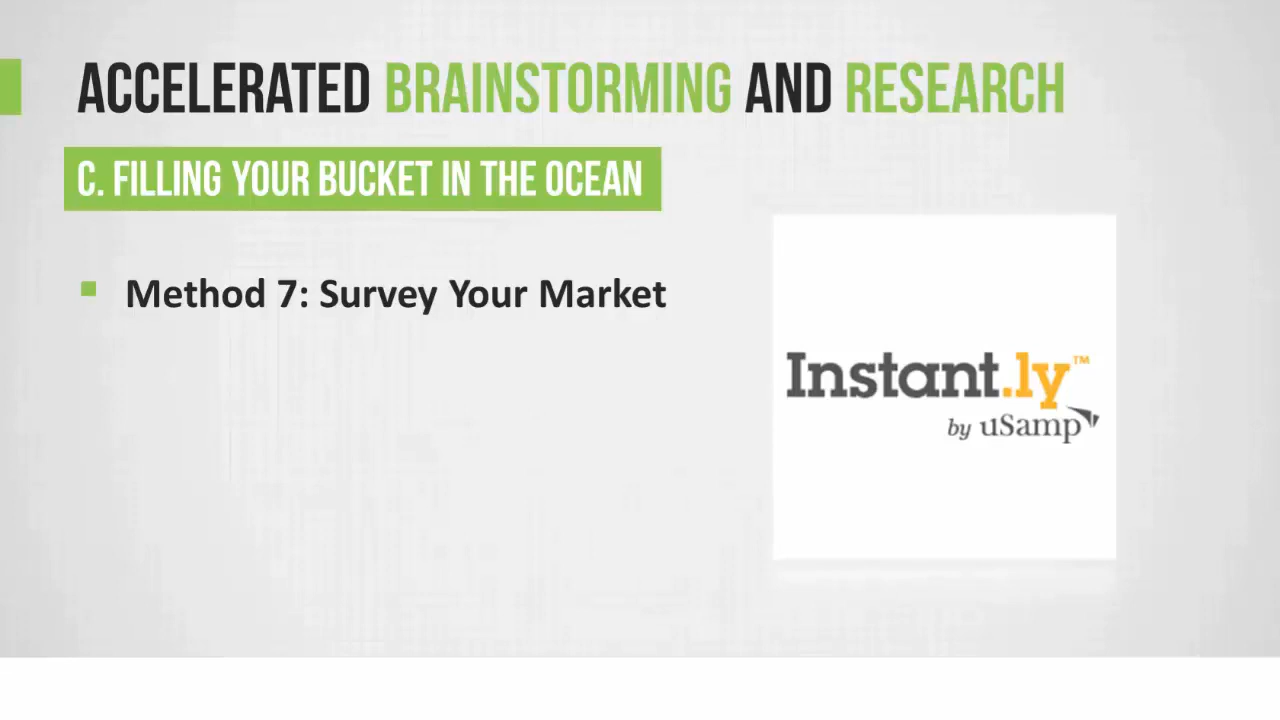 ACCELERATED BRAINSTORMING AND RESEARCH
C. FILLING YOUR BUCKET IN THE OCEAN
Method 7: Survey Your Market
Instant.ly™
by uSamp